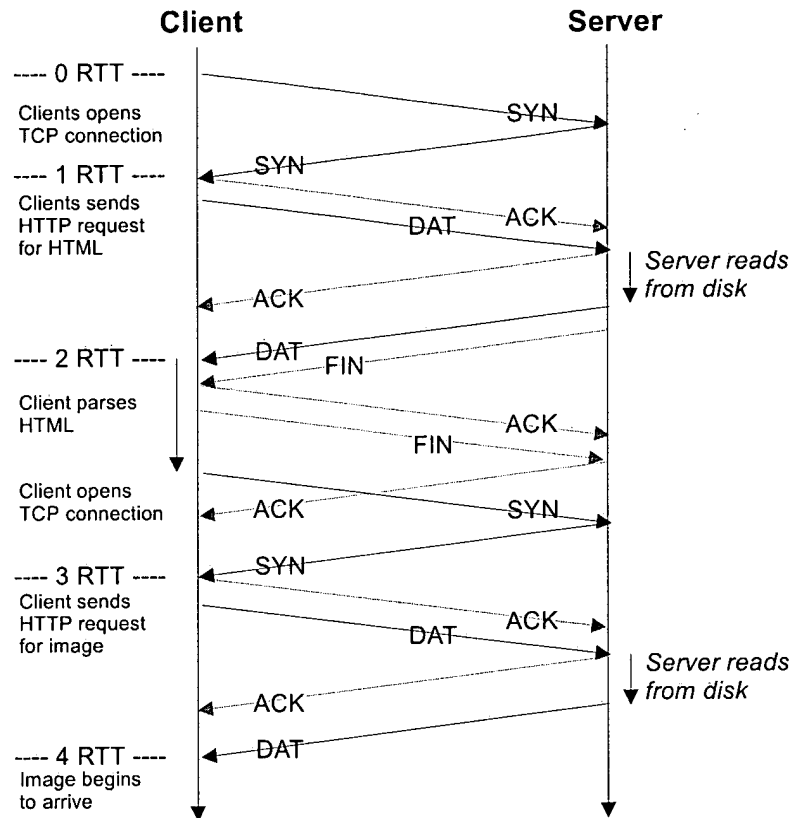 Client Server
---- 0 RTT ----
Clients opens
TCP connection
SYN
SYN
---- 1 RTT ----
Clients sends
HTTP request
for HTML
ACK
DAT
Server reads
from disk
ACK
DAT
---- 2 RTT ----
FIN
Client parses
HTML
ACK
FIN
Client opens
TCP connection
ACK
SYN
SYN
---- 3 RTT ----
Client sends
HTTP request
for image
ACK
DAT
Server reads
from disk
ACK
DAT
---- 4 RTT ----
Image begins
to arrive